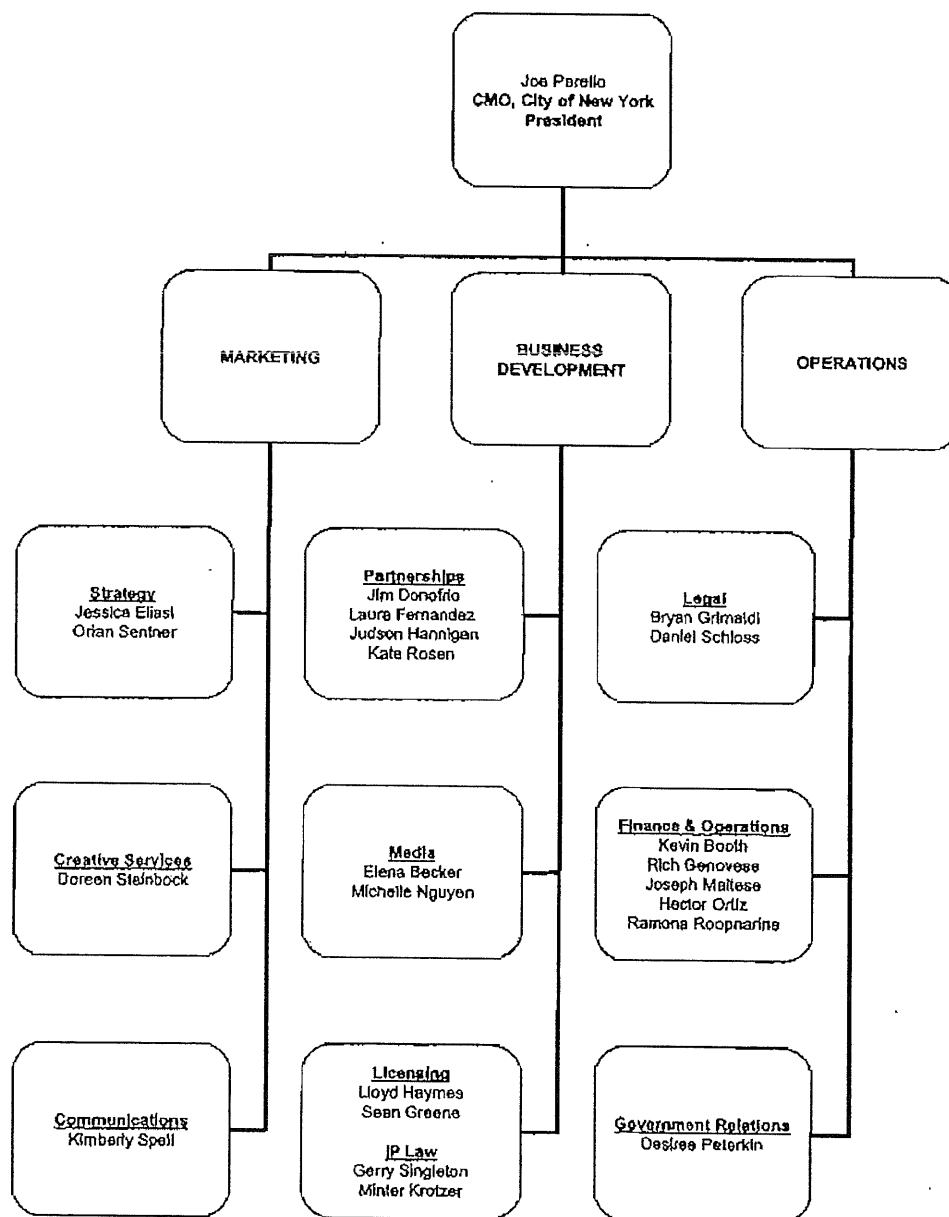 Joe Perello
CMO, City of New York
President
MARKETING
BUSINESS
DEVELOPMENT
OPERATIONS
Strategy
Jessica Eliasi
Orian Sentner
Partnerships
Jim Donofrio
Laura Fernandez
Judson Hannigan
Kate Rosen
Legal
Bryan Grimaldi
Daniel Schloss
Creative Services
Doreen Steinbock
Media
Elena Becker
Michelle Nguyen
Finance & Operations
Kevin Booth
Rich Genovese
Joseph Maltese
Hector Ortiz
Ramona Roopnarine
Communications
Kimberly Spell
Licensing
Lloyd Haymes
Sean Greene
IP Law
Gerry Singleton
Minter Krotzer
Government Relations
Desiree Peterkin